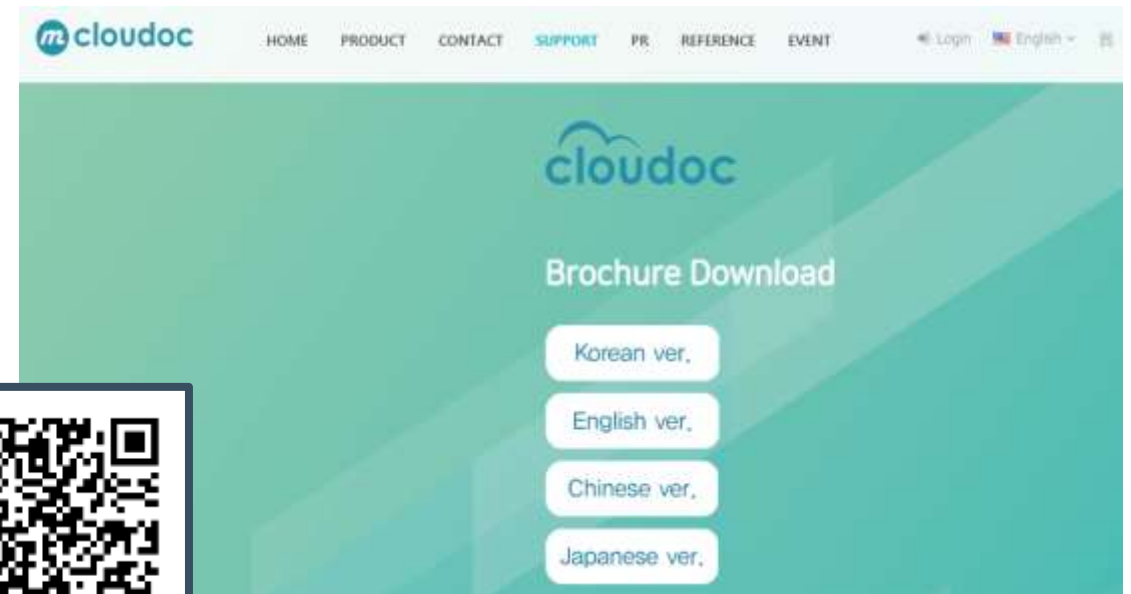 m cloudoc
HOME PRODUCT CONTACT SUPPORT PR REFERENCE EVENT Login English
cloudoc
Brochure Download
Korean ver.
English ver.
Chinese ver.
Japanese ver.